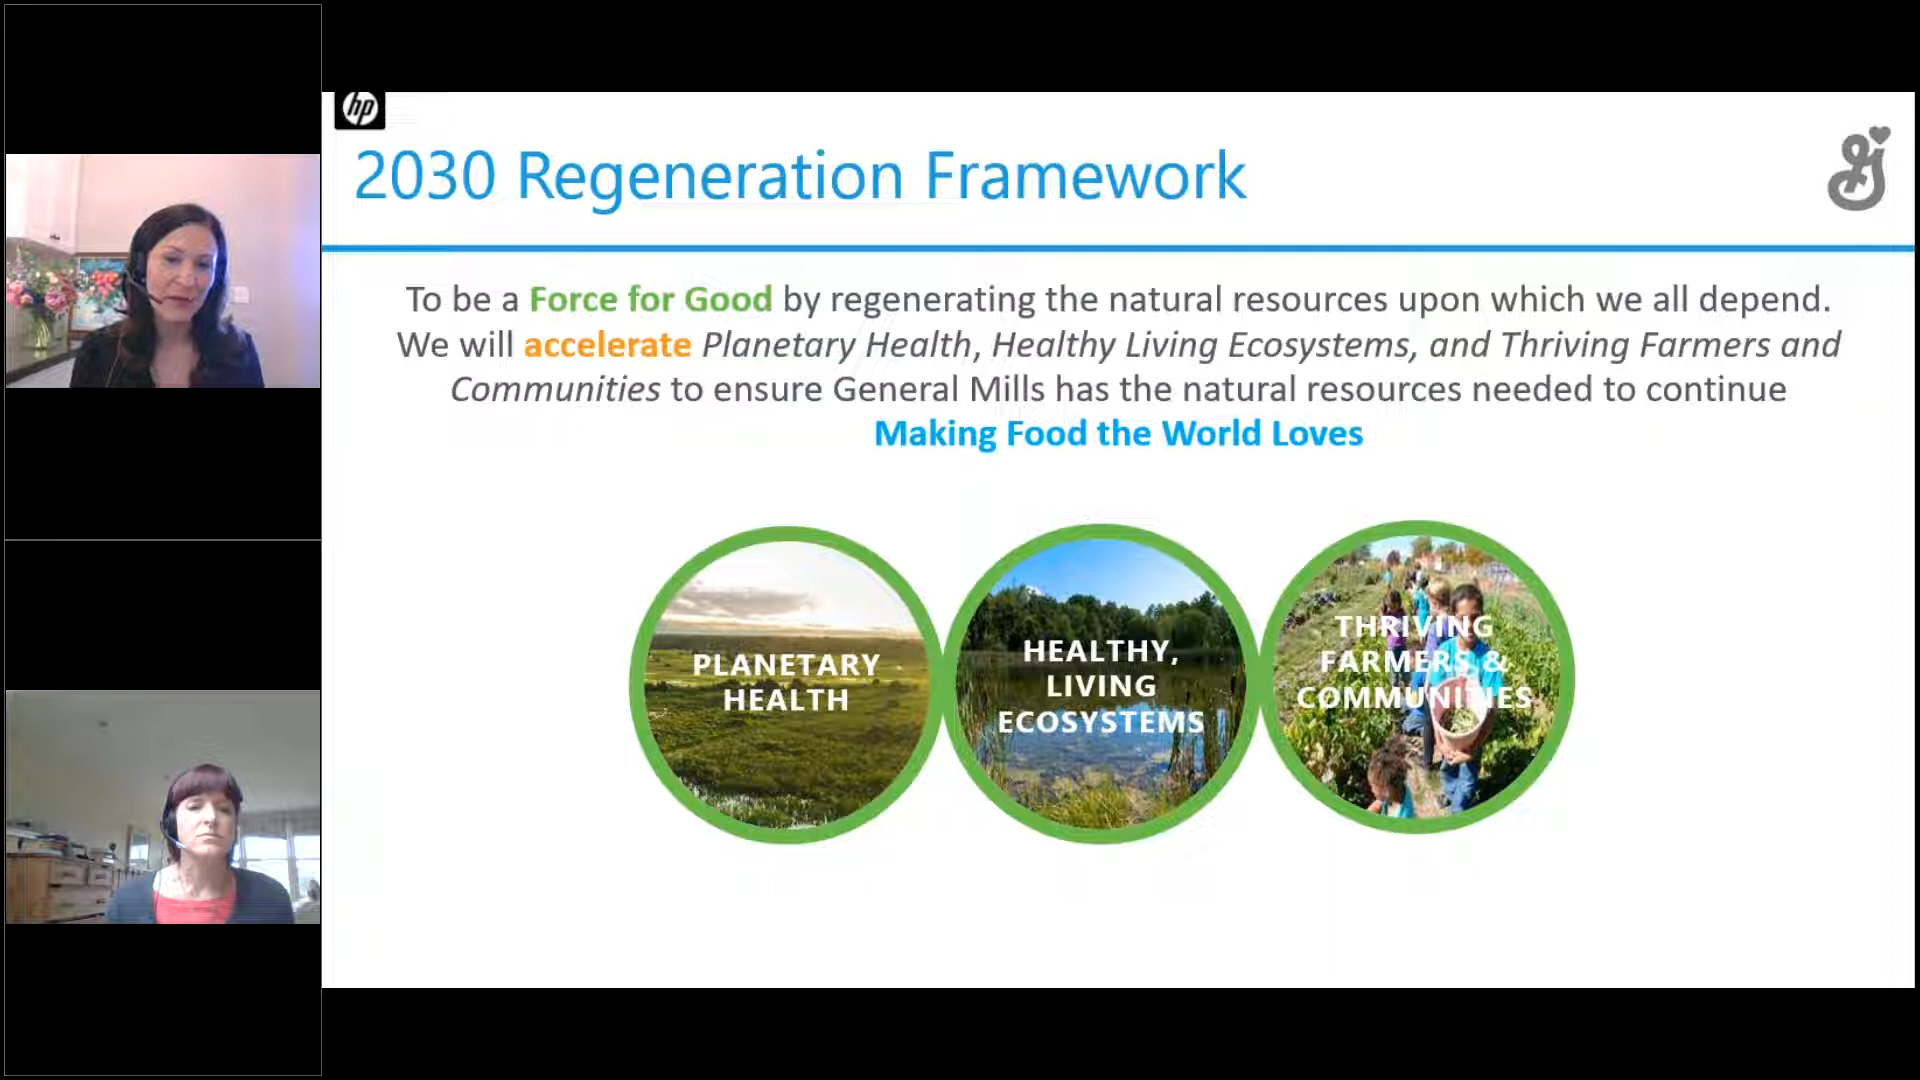 hp
2030 Regeneration Framework
To be a Force for Good by regenerating the natural resources upon which we all depend.
We will accelerate Planetary Health, Healthy Living Ecosystems, and Thriving Farmers and
Communities to ensure General Mills has the natural resources needed to continue
Making Food the World Loves
PLANETARY
HEALTH
HEALTHY,
LIVING
ECOSYSTEMS
THRIVING
FARMERS &
COMMUNITIES